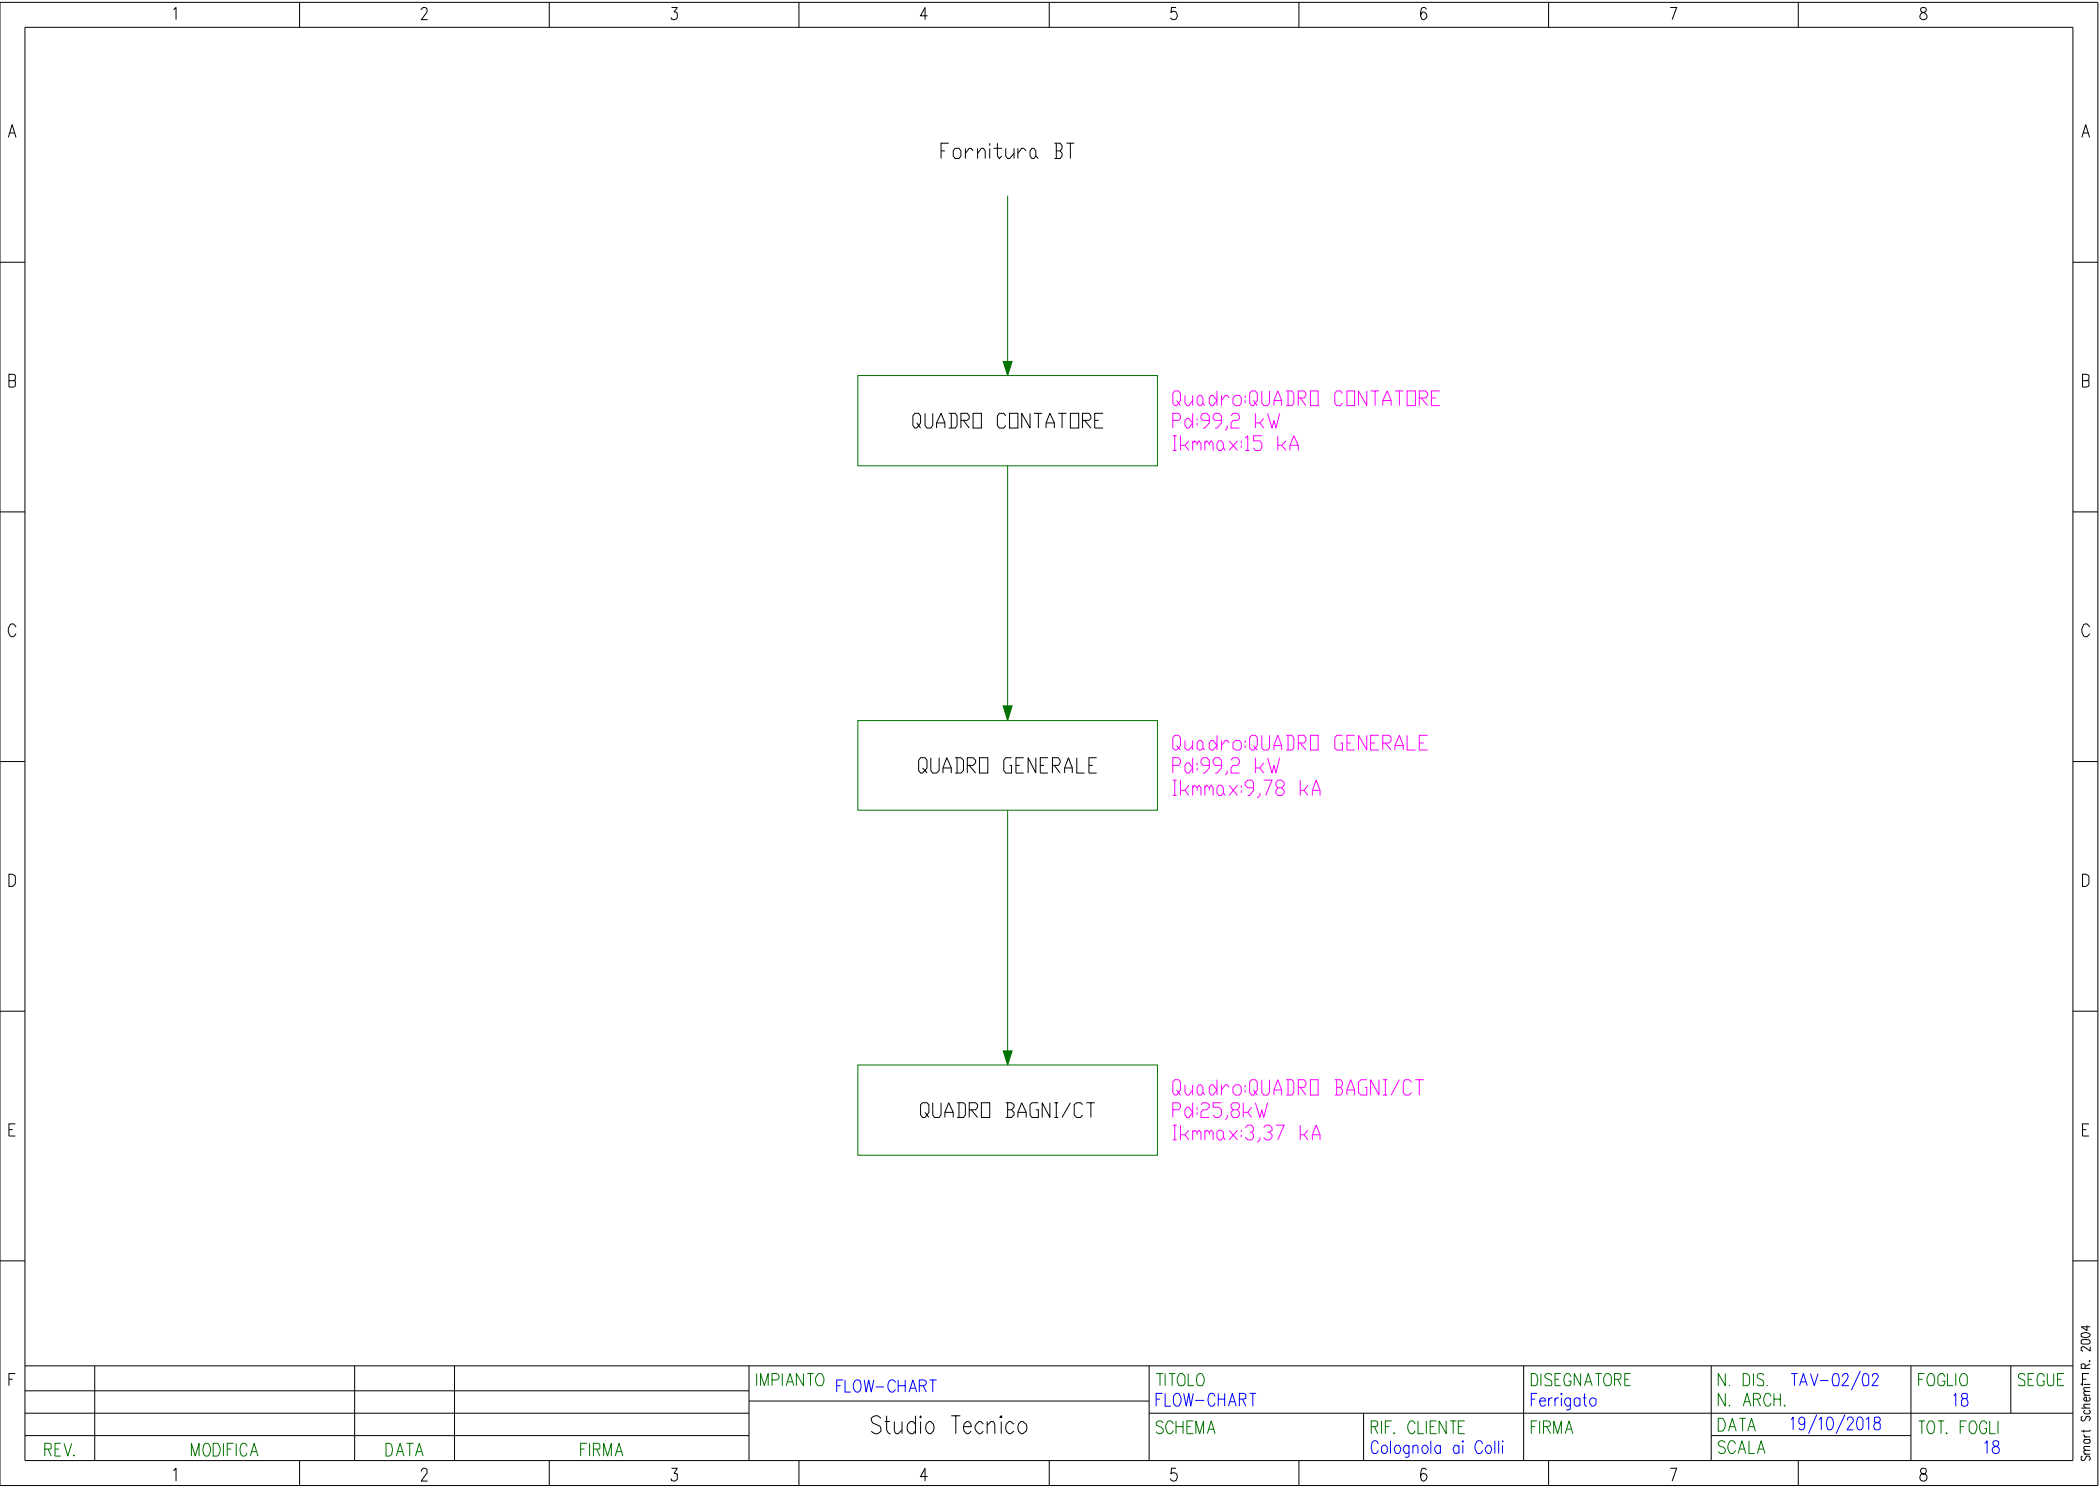 1 2 3 4 5 6 7 8
A A
Fornitura BT
B B
QUADRO CONTATORE
Quadro:QUADRO CONTATORE
Pd:99,2 kW
Ikmmax:15 kA
C C
QUADRO GENERALE
Quadro:QUADRO GENERALE
Pd:99,2 kW
Ikmmax:9,78 kA
D D
QUADRO BAGNI/CT
Quadro:QUADRO BAGNI/CT
Pd:25,8kW
Ikmmax:3,37 kA
E E
F
REV. MODIFICA DATA FIRMA
IMPIANTO FLOW-CHART
Studio Tecnico
TITOLO
FLOW-CHART
SCHEMA
RIF. CLIENTE
Colognola ai Colli
DISEGNATORE
Ferrigato
FIRMA
N. DIS. TAV-02/02
N. ARCH.
DATA 19/10/2018
SCALA
FOGLIO
18
SEGUE
TOT. FOGLI
18
Smart R. 2004
1 2 3 4 5 6 7 8